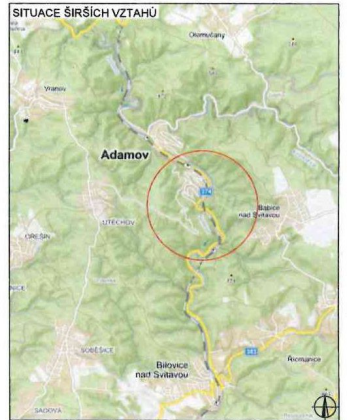 SITUACE ŠIRŠÍCH VZTAHŮ
Olomučany
Vranov
Adamov
374
Babice
nad Svitavou
ÚTĚCHOV
OŘEŠÍN
SOBĚŠICE
383
Řícmanice
Bílovice
nad Svitavou
SADOVÁ